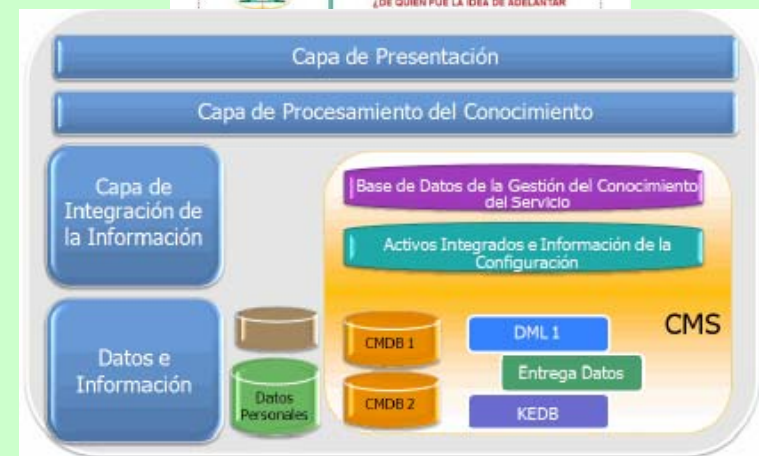 ¿DE QUIEN FUE LA IDEA DE ADELANTAR
Capa de Presentación
Capa de Procesamiento del Conocimiento
Capa de
Integración de
la Información
Base de Datos de la Gestión del Conocimiento
del Servicio
Activos Integrados e Información de la
Configuración
Datos e
Información
Datos
Personales
CMDB 1
CMDB 2
DML 1
Entrega Datos
KEDB
CMS